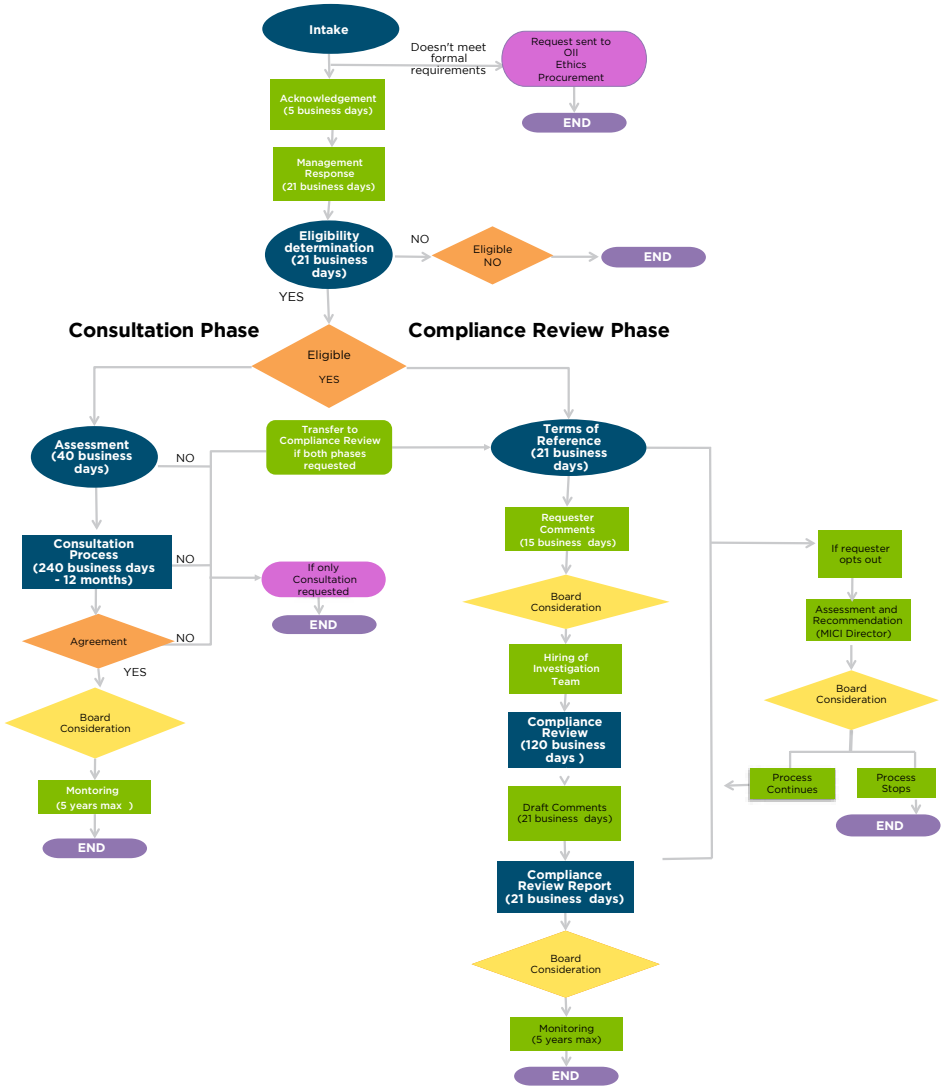 Intake
Doesn't meet
formal
requirements
Request sent to
OII
Ethics
Procurement
END
Acknowledgement
(5 business days)
Management
Response
(21 business days)
Eligibility
determination
(21 business
days)
NO
Eligible
NO
END
YES
Consultation Phase
Compliance Review Phase
Eligible
YES
Assessment
(40 business
days)
NO
Transfer to
Compliance Review
if both phases
requested
Terms of
Reference
(21 business
days)
Consultation
Process
(240 business days
- 12 months)
NO
If only
Consultation
requested
END
Agreement
NO
YES
Board
Consideration
Montoring
(5 years max )
END
Requester
Comments
(15 business days)
Board
Consideration
Hiring of
Investigation
Team
Compliance
Review
(120 business
days )
Draft Comments
(21 business days)
Compliance
Review Report
(21 business days)
Board
Consideration
Monitoring
(5 years max)
END
If requester
opts out
Assessment and
Recommendation
(MICI Director)
Board
Consideration
Process
Continues
Process
Stops
END